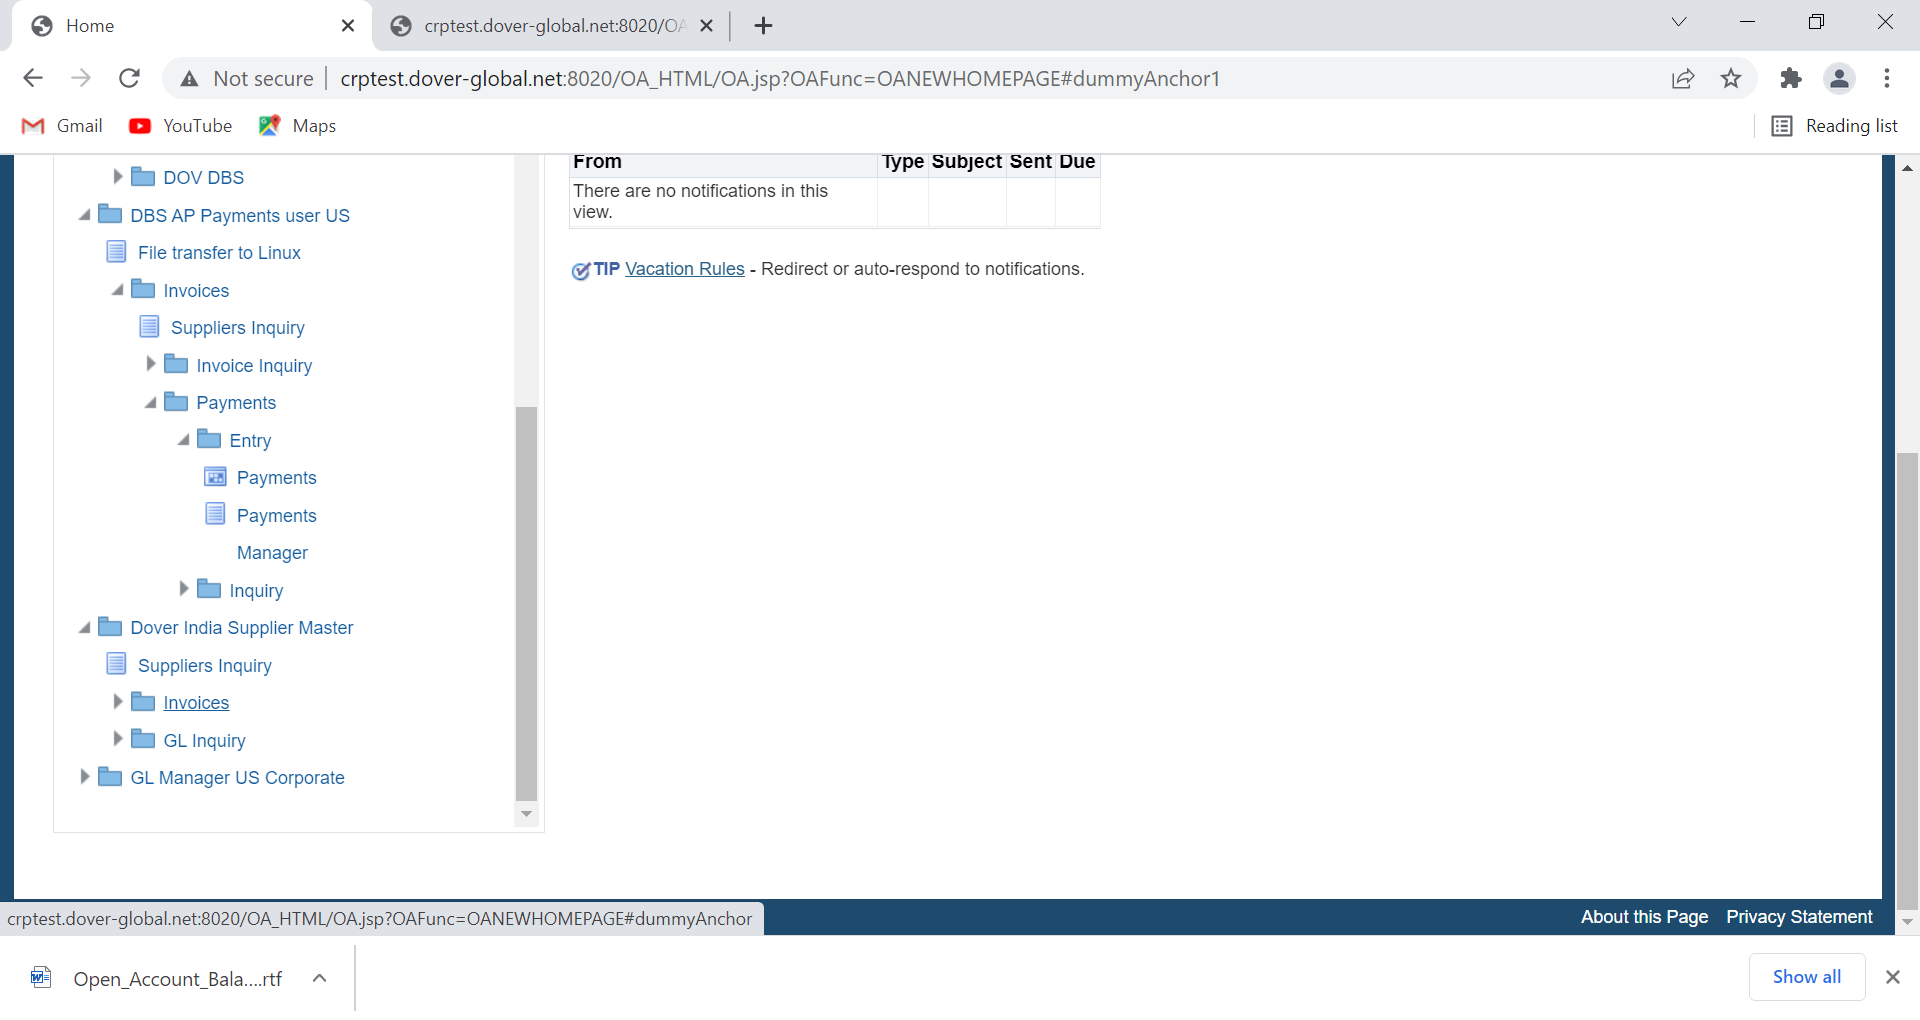 Home
crptest.dover-global.net:8020/OA
Not secure
crptest.dover-global.net:8020/OA_HTML/OA.jsp?OAFunc=OANEWHOMEPAGE#dummyAnchor1
Gmail
YouTube
Maps
Reading list
DOV DBS
DBS AP Payments user US
File transfer to Linux
Invoices
Suppliers Inquiry
Invoice Inquiry
Payments
Entry
Payments
Payments
Manager
Inquiry
Dover India Supplier Master
Suppliers Inquiry
Invoices
GL Inquiry
GL Manager US Corporate
From Type Subject Sent Due
There are no notifications in this
view.
TIP Vacation Rules - Redirect or auto-respond to notifications.
crptest.dover-global.net:8020/OA_HTML/OA.jsp?OAFunc=OANEWHOMEPAGE#dummyAnchor
About this Page Privacy Statement
Open_Account_Bala....rtf
Show all